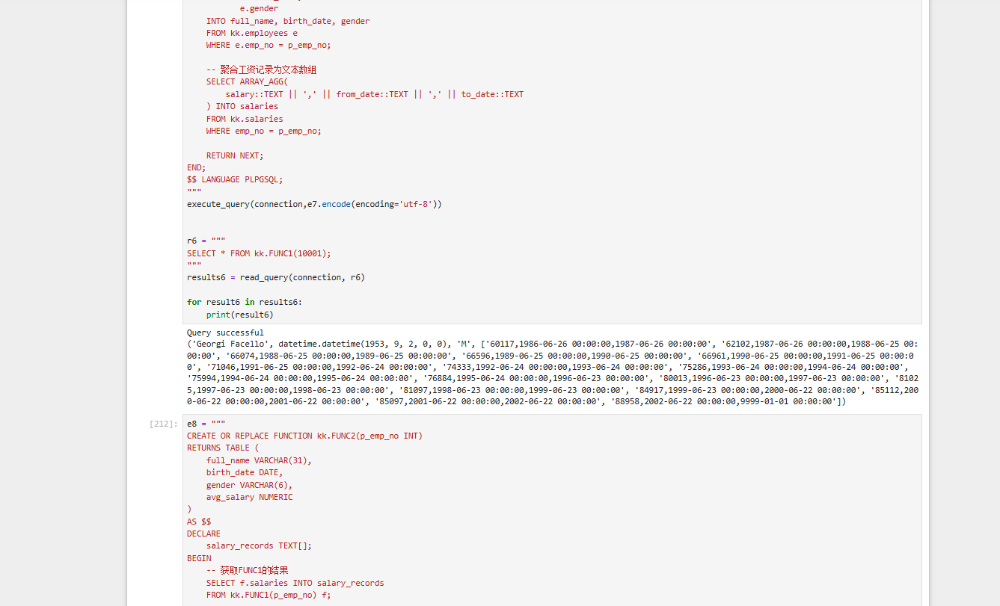 e.gender
INTO full_name, birth_date, gender
FROM kk.employees e
WHERE e.emp_no = p_emp_no;
-- 聚合工资记录为文本数组
SELECT ARRAY_AGG(
salary::TEXT || ',' || from_date::TEXT || ',' || to_date::TEXT
) INTO salaries
FROM kk.salaries
WHERE emp_no = p_emp_no;
RETURN NEXT;
END;
$$ LANGUAGE PLPGSQL;
"""
execute_query(connection,e7.encode(encoding='utf-8'))
r6 = """
SELECT * FROM kk.FUNC1(10001);
"""
results6 = read_query(connection, r6)
for result6 in results6:
print(result6)
Query successful
('Georgi Facello', datetime.datetime(1953, 9, 2, 0, 0), 'M', ['60117,1986-06-26 00:00:00,1987-06-26 00:00:00', '62102,1987-06-26 00:00:00,1988-06-25 00:
00:00', '66074,1988-06-25 00:00:00,1989-06-25 00:00:00', '66596,1989-06-25 00:00:00,1990-06-25 00:00:00', '66961,1990-06-25 00:00:00,1991-06-25 00:00:0
0', '71046,1991-06-25 00:00:00,1992-06-24 00:00:00', '74333,1992-06-24 00:00:00,1993-06-24 00:00:00', '75286,1993-06-24 00:00:00,1994-06-24 00:00:00',
'75994,1994-06-24 00:00:00,1995-06-24 00:00:00', '76884,1995-06-24 00:00:00,1996-06-23 00:00:00', '80013,1996-06-23 00:00:00,1997-06-23 00:00:00', '8102
5,1997-06-23 00:00:00,1998-06-23 00:00:00', '81097,1998-06-23 00:00:00,1999-06-23 00:00:00', '84917,1999-06-23 00:00:00,2000-06-22 00:00:00', '85112,200
0-06-22 00:00:00,2001-06-22 00:00:00', '85097,2001-06-22 00:00:00,2002-06-22 00:00:00', '88958,2002-06-22 00:00:00,9999-01-01 00:00:00'])
[212]: e8 = """
CREATE OR REPLACE FUNCTION kk.FUNC2(p_emp_no INT)
RETURNS TABLE (
full_name VARCHAR(31),
birth_date DATE,
gender VARCHAR(6),
avg_salary NUMERIC
)
AS $$
DECLARE
salary_records TEXT[];
BEGIN
-- 获取FUNC1的结果
SELECT f.salaries INTO salary_records
FROM kk.FUNC1(p_emp_no) f;